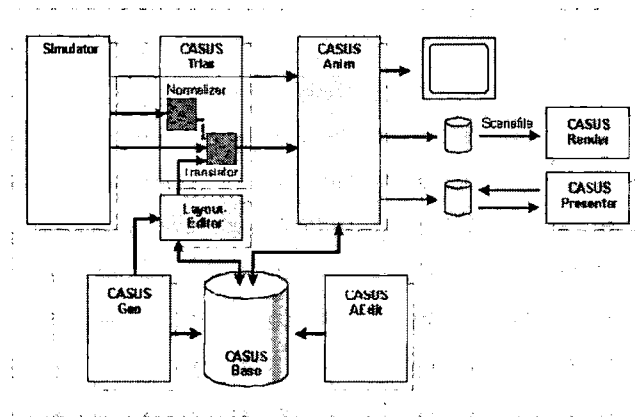 Simulator
CASUS
Trias
CASUS
Anim
Normalizer
Translator
Layout-
Editor
Scenefile
CASUS
Render
CASUS
Presenter
CASUS
Geo
CASUS
Base
CASUS
AEdit